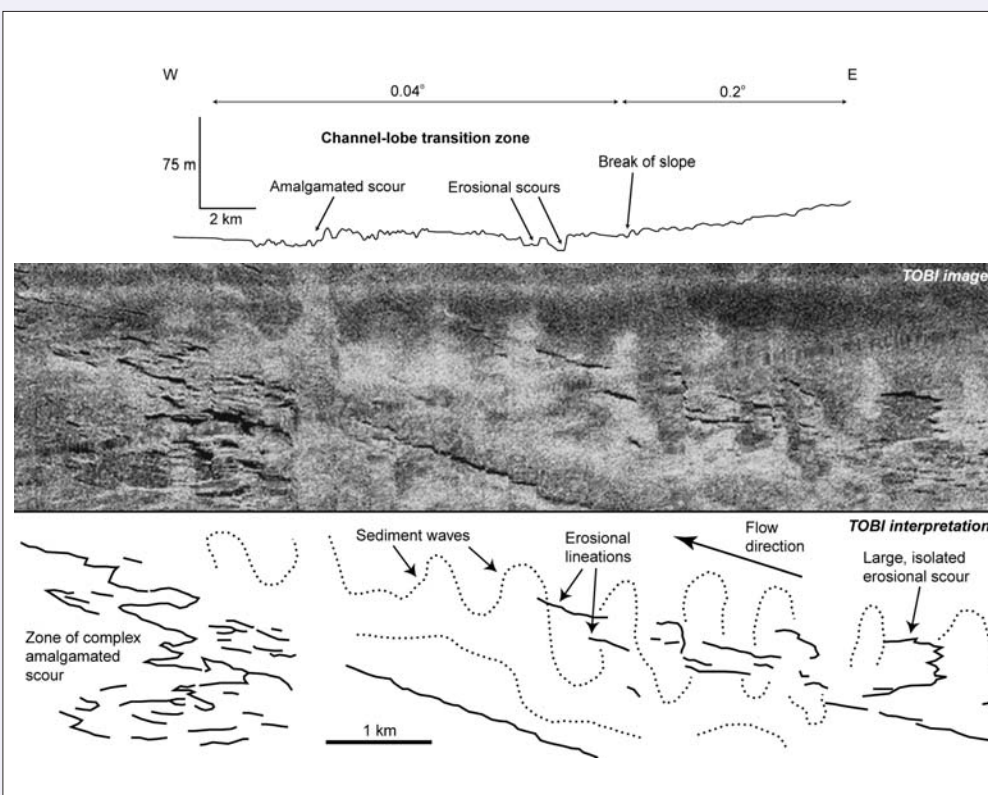 W
E
0.04°
0.2°
Channel-lobe transition zone
75 m
2 km
Amalgamated scour
Erosional scours
Break of slope
TOBI image
Sediment waves
Erosional
lineations
Flow
direction
TOBI interpretation
Large, isolated
erosional scour
Zone of complex
amalgamated
scour
1 km